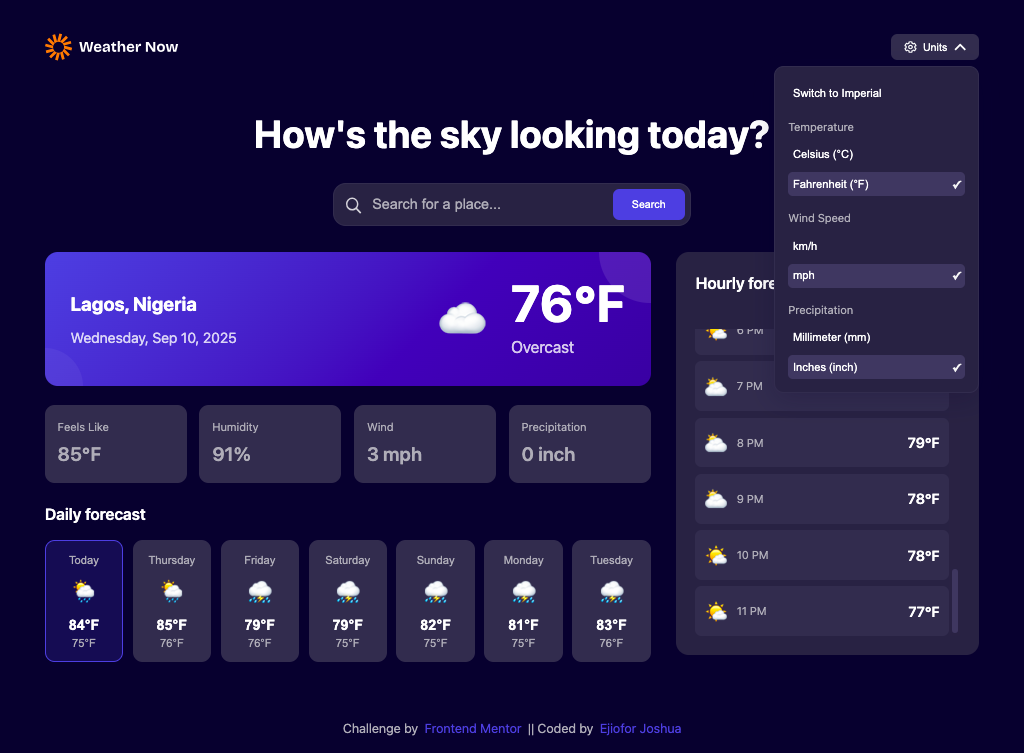 Weather Now
Units
Switch to Imperial
Temperature
Celsius (°C)
Fahrenheit (°F) ✓
Wind Speed
km/h
mph ✓
Precipitation
Millimeter (mm)
Inches (inch) ✓
How's the sky looking today?
Search for a place...
Search
Lagos, Nigeria
Wednesday, Sep 10, 2025
76°F
Overcast
Feels Like
85°F
Humidity
91%
Wind
3 mph
Precipitation
0 inch
Daily forecast
Today
84°F
75°F
Thursday
85°F
76°F
Friday
79°F
76°F
Saturday
79°F
75°F
Sunday
82°F
75°F
Monday
81°F
75°F
Tuesday
83°F
76°F
Hourly fore
6 PM
7 PM
8 PM 79°F
9 PM 78°F
10 PM 78°F
11 PM 77°F
Challenge by Frontend Mentor || Coded by Ejiofor Joshua